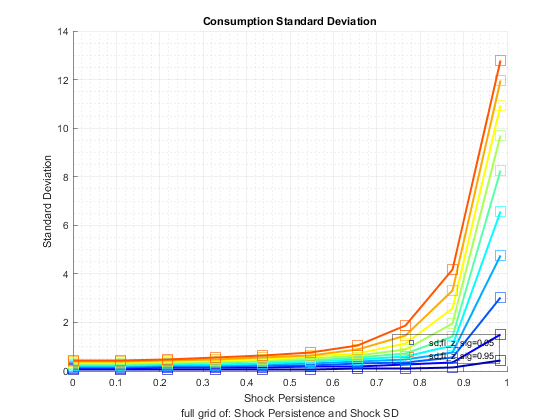 Consumption Standard Deviation
14
12
10
8
6
4
2
0
Standard Deviation
0 0.1 0.2 0.3 0.4 0.5 0.6 0.7 0.8 0.9 1
Shock Persistence
full grid of: Shock Persistence and Shock SD